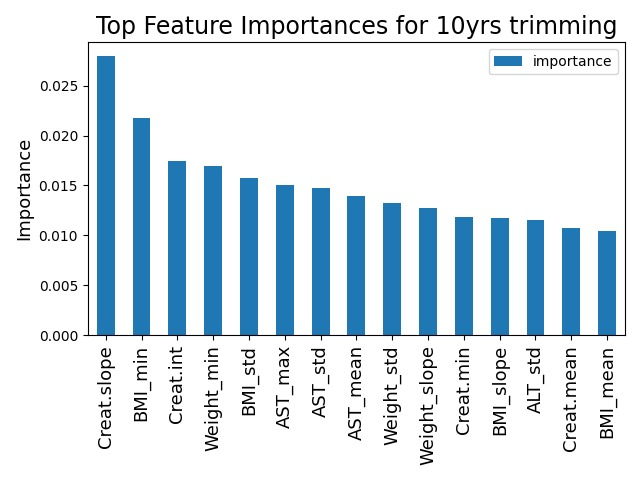 Top Feature Importances for 10yrs trimming
importance
Importance
0.025
0.020
0.015
0.010
0.005
0.000
Creat.slope
BMI_min
Creat.int
Weight_min
BMI_std
AST_max
AST_std
AST_mean
Weight_std
Weight_slope
Creat.min
BMI_slope
ALT_std
Creat.mean
BMI_mean